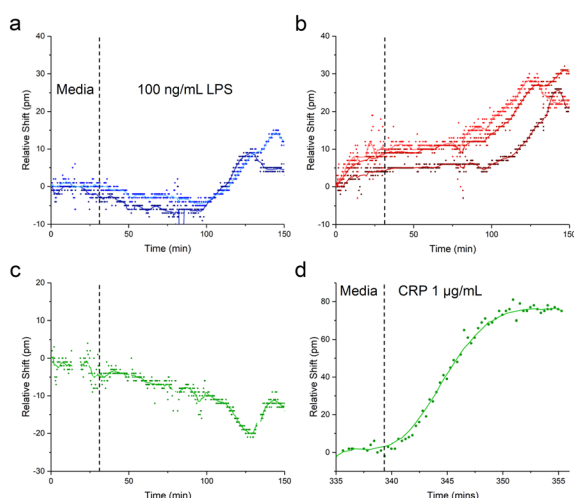 a
b
40
30
20
10
0
-10
Relative Shift (pm)
Media
100 ng/mL LPS
0
50
100
150
Time (min)
40
30
20
10
0
-10
Relative Shift (pm)
0
50
100
150
Time (min)
c
d
20
10
0
-10
-20
-30
Relative Shift (pm)
0
50
100
150
Time (min)
80
60
40
20
0
Relative Shift (pm)
Media
CRP 1 µg/mL
335
340
345
350
355
Time (mins)